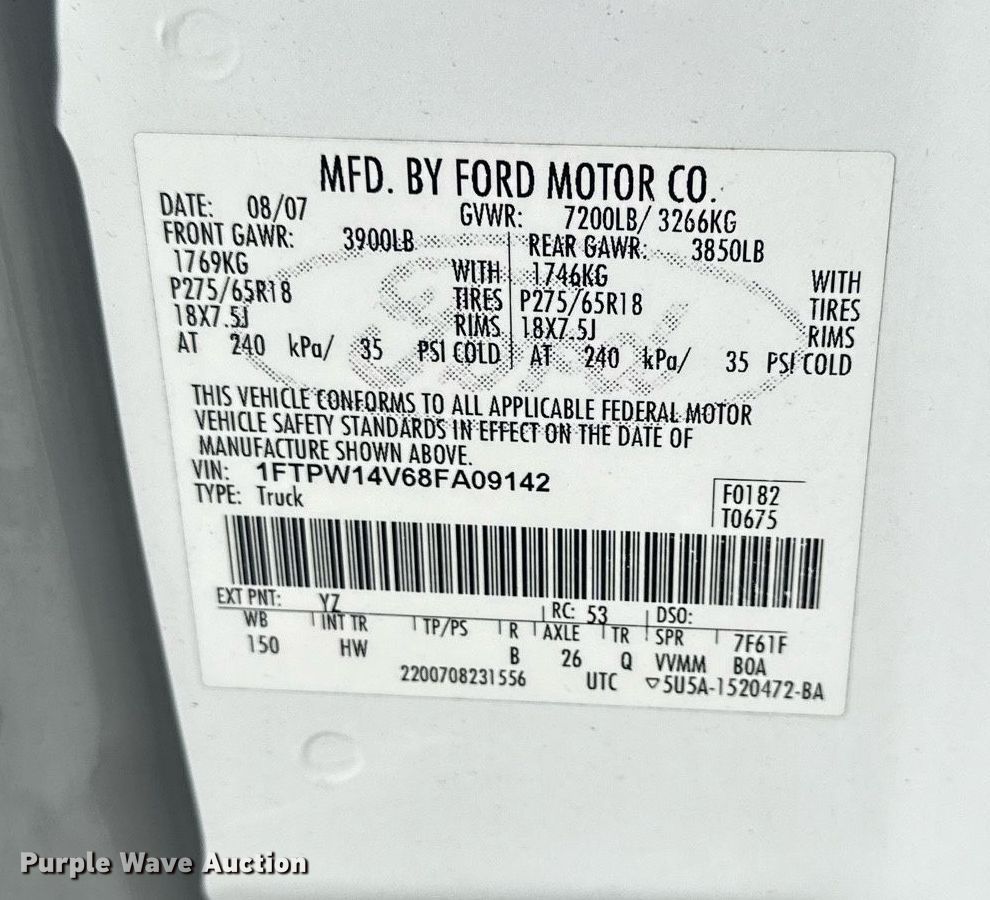 MFD. BY FORD MOTOR CO.
DATE: 08/07 GVWR: 7200LB/ 3266KG
FRONT GAWR: 3900LB REAR GAWR: 3850LB
1769KG WITH 1746KG WITH
P275/65R18 TIRES P275/65R18 TIRES
18X7.5J RIMS 18X7.5J RIMS
AT 240 kPa/ 35 PSI COLD AT 240 kPa/ 35 PSI COLD
THIS VEHICLE CONFORMS TO ALL APPLICABLE FEDERAL MOTOR
VEHICLE SAFETY STANDARDS IN EFFECT ON THE DATE OF
MANUFACTURE SHOWN ABOVE.
VIN: 1FTPW14V68FA09142 F0182
TYPE: Truck T0675
EXT PNT: YZ RC: 53 DSO:
WB INT TR TP/PS R AXLE TR SPR 7F61F
150 HW B 26 Q VVMM BOA
2200708231556 UTC ▽5U5A-1520472-BA
Ford
Purple Wave Auction